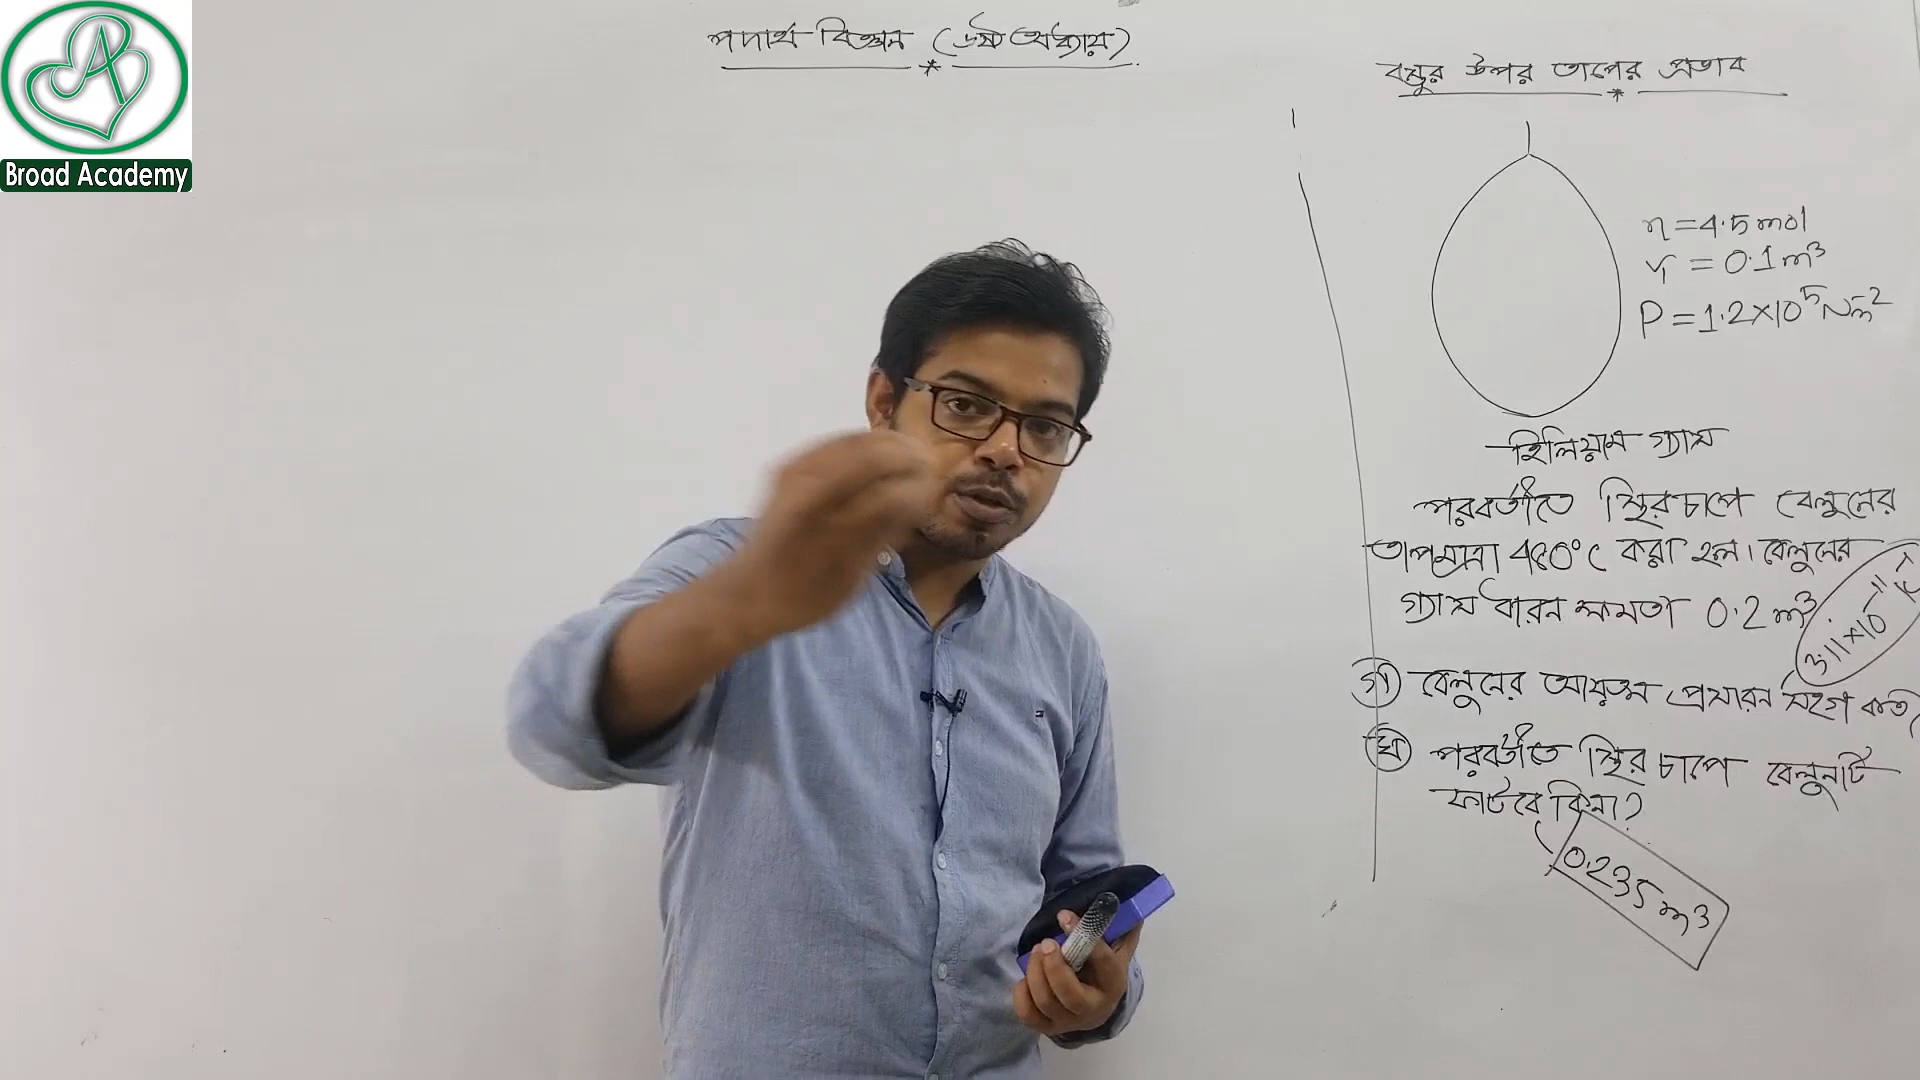 Broad Academy
পদার্থ বিজ্ঞান (৬ষ্ঠ অধ্যায়)
বস্তুর উপর তাপের প্রভাব
n = 4.5 mol
V₁ = 0.1 m³
P = 1.2×10⁵ Nm⁻²
হিলিয়াম গ্যাস
পরবর্তীতে স্থির চাপে বেলুনের
তাপমাত্রা 450°C করা হল। বেলুনের
গ্যাস ধারন ক্ষমতা 0.2 m³.
গ) বেলুনের আয়তন প্রসারন সহগ কত?
ঘ) পরবর্তীতে স্থির চাপে বেলুনটি
ফাটবে কিনা?
0.235 m³